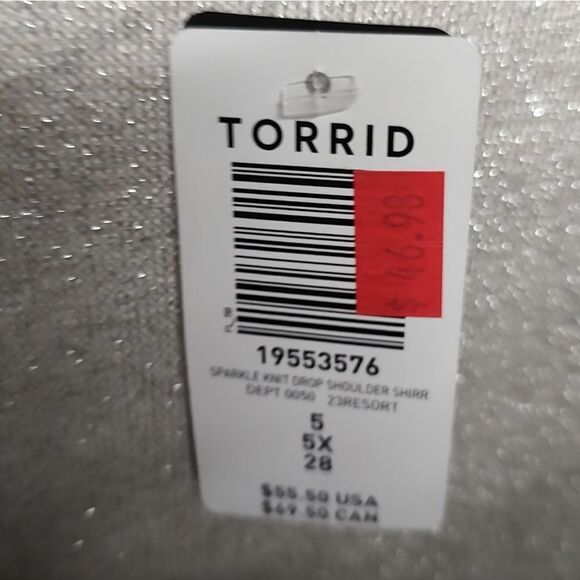 TORRID
$ 46.98
19553576
SPARKLE KNIT DROP SHOULDER SHIRR
DEPT 0050 23RESORT
5
5X
28
$55.50 USA
$69.50 CAN